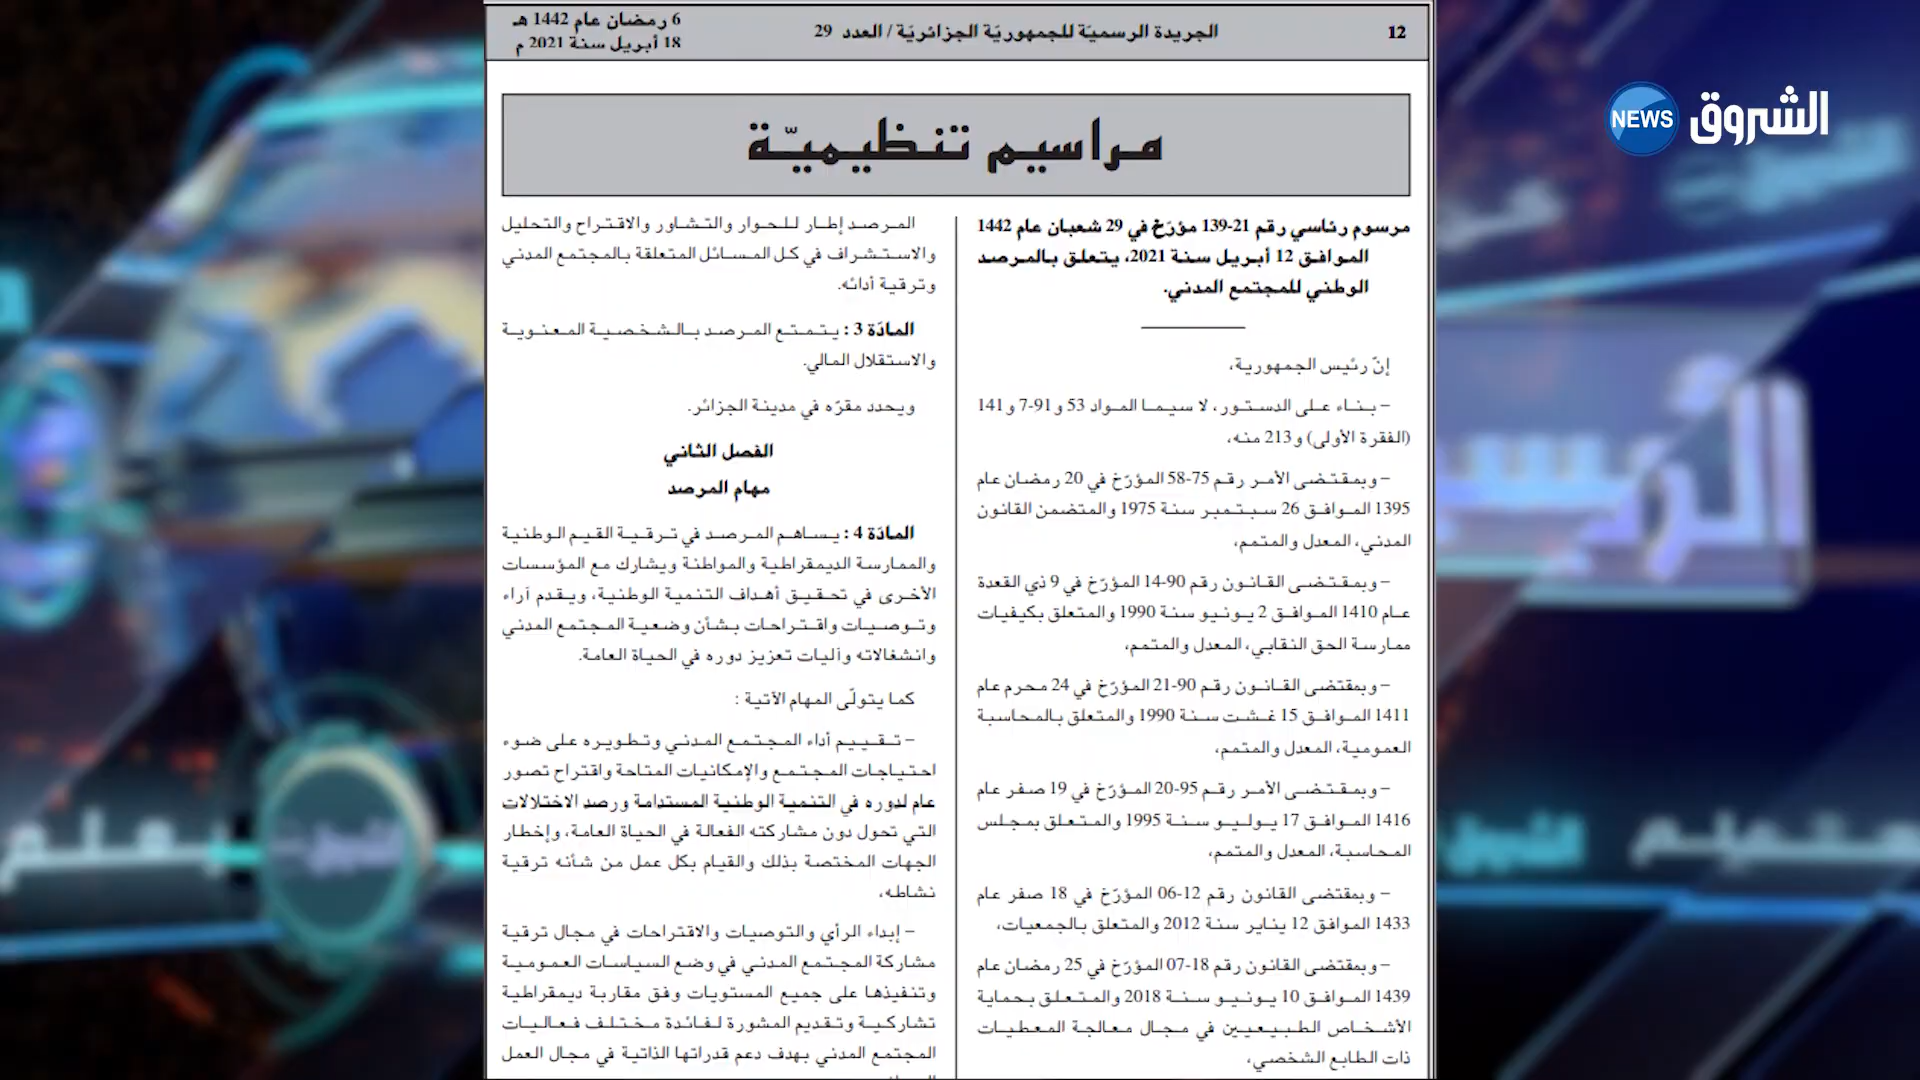 12
الجريدة الرسميّة للجمهوريّة الجزائريّة / العدد 29
6 رمضان عام 1442 هـ
18 أبريل سنة 2021 م
NEWS الشروق
مراسيم تنظيميّة
مرسوم رئاسي رقم 21-139 مؤرّخ في 29 شعبان عام 1442
الموافق 12 أبريل سنة 2021، يتعلق بالمرصد
الوطني للمجتمع المدني.
إنّ رئيس الجمهورية،
– بناء على الدستور، لا سيما المواد 53 و91-7 و141
(الفقرة الأولى) و213 منه،
– وبمقتضى الأمر رقم 75-58 المؤرّخ في 20 رمضان عام
1395 الموافق 26 سبتمبر سنة 1975 والمتضمن القانون
المدني، المعدل والمتمم،
– وبمقتضى القانون رقم 90-14 المؤرّخ في 9 ذي القعدة
عام 1410 الموافق 2 يونيو سنة 1990 والمتعلق بكيفيات
ممارسة الحق النقابي، المعدل والمتمم،
– وبمقتضى القانون رقم 90-21 المؤرّخ في 24 محرم عام
1411 الموافق 15 غشت سنة 1990 والمتعلق بالمحاسبة
العمومية، المعدل والمتمم،
– وبمقتضى الأمر رقم 95-20 المؤرّخ في 19 صفر عام
1416 الموافق 17 يوليو سنة 1995 والمتعلق بمجلس
المحاسبة، المعدل والمتمم،
– وبمقتضى القانون رقم 12-06 المؤرّخ في 18 صفر عام
1433 الموافق 12 يناير سنة 2012 والمتعلق بالجمعيات،
– وبمقتضى القانون رقم 18-07 المؤرّخ في 25 رمضان عام
1439 الموافق 10 يونيو سنة 2018 والمتعلق بحماية
الأشخاص الطبيعيين في مجال معالجة المعطيات
ذات الطابع الشخصي،
المرصد إطار للحوار والتشاور والاقتراح والتحليل
والاستشراف في كل المسائل المتعلقة بالمجتمع المدني
وترقية أدائه.
المادّة 3 : يتمتع المرصد بالشخصية المعنوية
والاستقلال المالي.
ويحدد مقرّه في مدينة الجزائر.
الفصل الثاني
مهام المرصد
المادّة 4 : يساهم المرصد في ترقية القيم الوطنية
والممارسة الديمقراطية والمواطنة ويشارك مع المؤسسات
الأخرى في تحقيق أهداف التنمية الوطنية، ويقدم آراء
وتوصيات واقتراحات بشأن وضعية المجتمع المدني
وانشغالاته وآليات تعزيز دوره في الحياة العامة.
كما يتولّى المهام الآتية :
– تقييم أداء المجتمع المدني وتطويره على ضوء
احتياجات المجتمع والإمكانيات المتاحة واقتراح تصور
عام لدوره في التنمية الوطنية المستدامة ورصد الاختلالات
التي تحول دون مشاركته الفعالة في الحياة العامة، وإخطار
الجهات المختصة بذلك والقيام بكل عمل من شأنه ترقية
نشاطه،
– إبداء الرأي والتوصيات والاقتراحات في مجال ترقية
مشاركة المجتمع المدني في وضع السياسات العمومية
وتنفيذها على جميع المستويات وفق مقاربة ديمقراطية
تشاركية وتقديم المشورة لفائدة مختلف فعاليات
المجتمع المدني بهدف دعم قدراتها الذاتية في مجال العمل